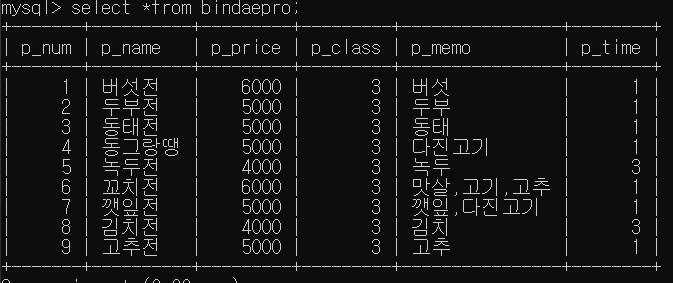 mysql> select *from bindaepro;
| p_num | p_name | p_price | p_class | p_memo | p_time |
| 1 | 버섯전 | 6000 | 3 | 버섯 | 1 |
| 2 | 두부전 | 5000 | 3 | 두부 | 1 |
| 3 | 동태전 | 5000 | 3 | 동태 | 1 |
| 4 | 동그랑땡 | 5000 | 3 | 다진고기 | 1 |
| 5 | 녹두전 | 4000 | 3 | 녹두 | 3 |
| 6 | 꼬치전 | 6000 | 3 | 맛살,고기,고추 | 1 |
| 7 | 깻잎전 | 5000 | 3 | 깻잎,다진고기 | 1 |
| 8 | 김치전 | 4000 | 3 | 김치 | 3 |
| 9 | 고추전 | 5000 | 3 | 고추 | 1 |